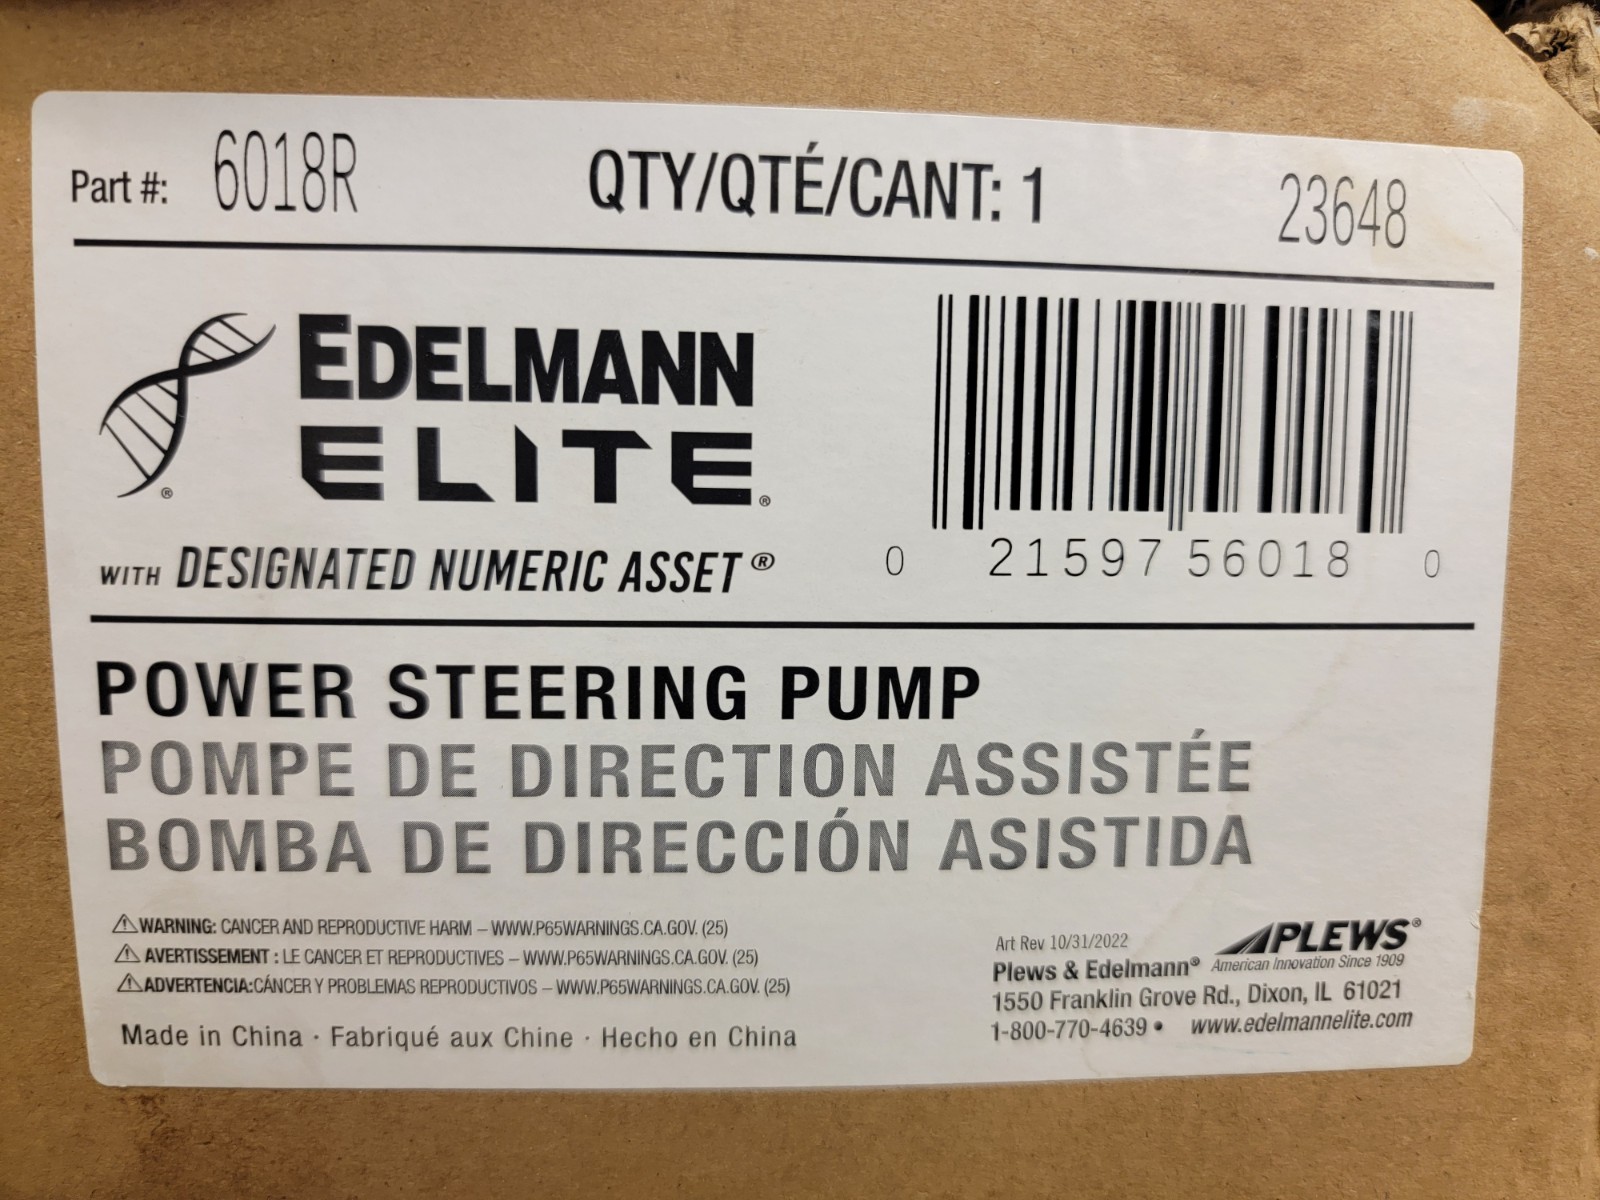 Part #: 6018R QTY/QTÉ/CANT: 1 23648
EDELMANN
ELITE®
WITH DESIGNATED NUMERIC ASSET®
0 21597 56018 0
POWER STEERING PUMP
POMPE DE DIRECTION ASSISTÉE
BOMBA DE DIRECCIÓN ASISTIDA
⚠WARNING: CANCER AND REPRODUCTIVE HARM – WWW.P65WARNINGS.CA.GOV. (25)
⚠ AVERTISSEMENT : LE CANCER ET REPRODUCTIVES – WWW.P65WARNINGS.CA.GOV. (25)
⚠ADVERTENCIA:CÁNCER Y PROBLEMAS REPRODUCTIVOS – WWW.P65WARNINGS.CA.GOV. (25)
Made in China · Fabriqué aux Chine · Hecho en China
Art Rev 10/31/2022
PLEWS®
American Innovation Since 1909
Plews & Edelmann®
1550 Franklin Grove Rd., Dixon, IL 61021
1-800-770-4639 • www.edelmannelite.com